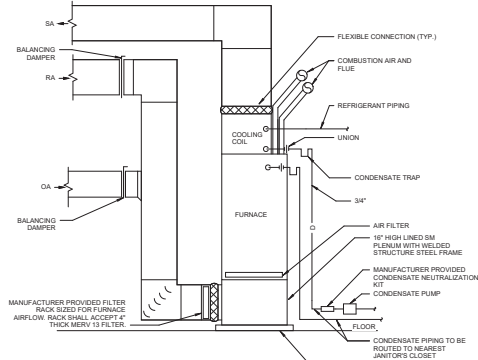 SA
BALANCING
DAMPER
RA
OA
BALANCING
DAMPER
MANUFACTURER PROVIDED FILTER
RACK SIZED FOR FURNACE
AIRFLOW. RACK SHALL ACCEPT 4"
THICK MERV 13 FILTER.
COOLING
COIL
FURNACE
FLEXIBLE CONNECTION (TYP.)
COMBUSTION AIR AND
FLUE
REFRIGERANT PIPING
UNION
CONDENSATE TRAP
3/4"
D
AIR FILTER
16" HIGH LINED SM
PLENUM WITH WELDED
STRUCTURE STEEL FRAME
MANUFACTURER PROVIDED
CONDENSATE NEUTRALIZATION
KIT
CONDENSATE PUMP
FLOOR
CONDENSATE PIPING TO BE
ROUTED TO NEAREST
JANITOR'S CLOSET